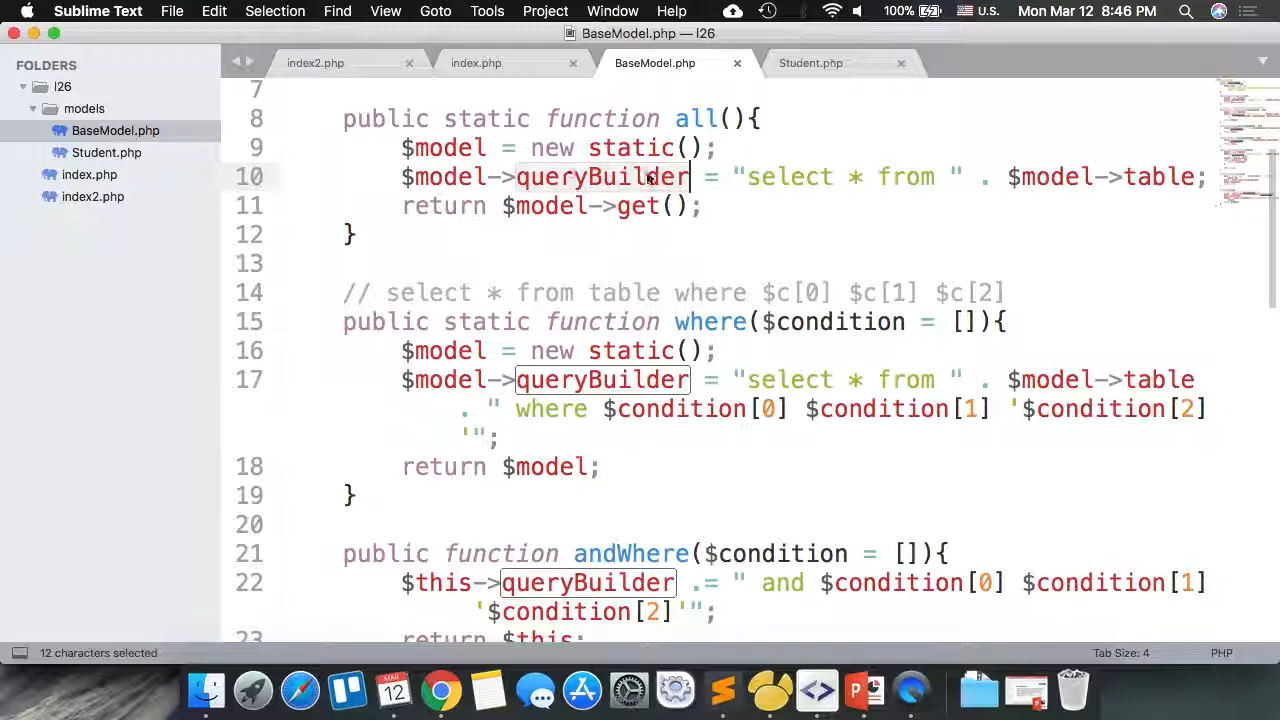 Sublime Text File Edit Selection Find View Goto Tools Project Window Help 100% U.S. Mon Mar 12 8:46 PM
BaseModel.php — l26
FOLDERS
l26
models
BaseModel.php
Student.php
index.php
index2.php
index2.php index.php BaseModel.php Student.php
7
8 public static function all(){
9 $model = new static();
10 $model->queryBuilder = "select * from " . $model->table;
11 return $model->get();
12 }
13
14 // select * from table where $c[0] $c[1] $c[2]
15 public static function where($condition = []){
16 $model = new static();
17 $model->queryBuilder = "select * from " . $model->table
. " where $condition[0] $condition[1] '$condition[2]
'";
18 return $model;
19 }
20
21 public function andWhere($condition = []){
22 $this->queryBuilder .= " and $condition[0] $condition[1]
'$condition[2]'";
23 return $this;
12 characters selected Tab Size: 4 PHP
MAR
12